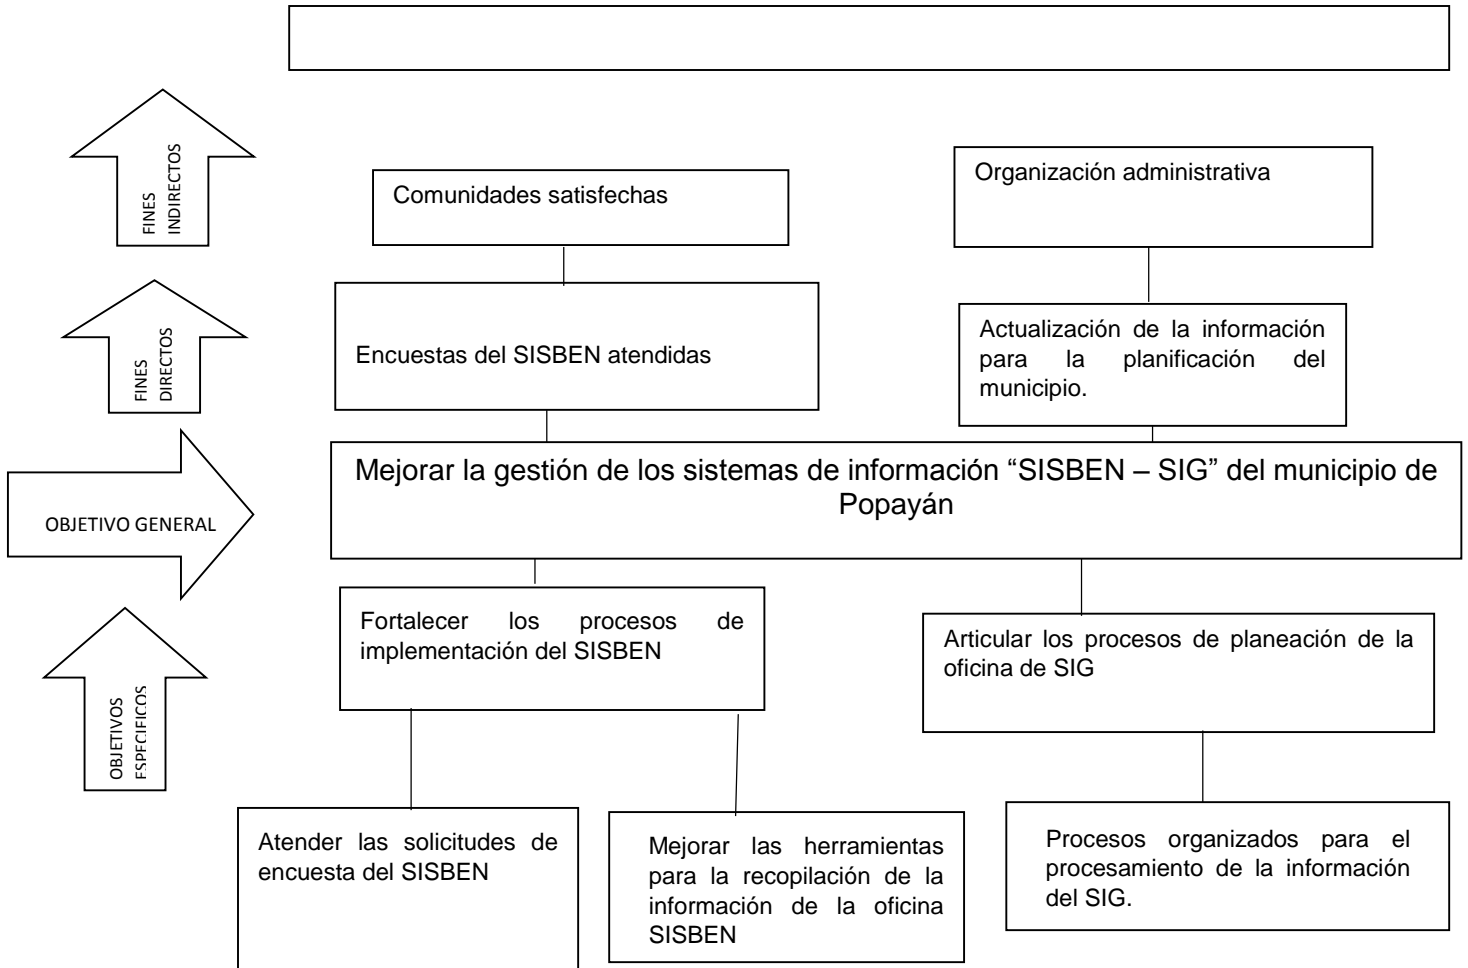 FINES
INDIRECTOS
Comunidades satisfechas
Organización administrativa
FINES
DIRECTOS
Encuestas del SISBEN atendidas
Actualización de la información
para la planificación del
municipio.
OBJETIVO GENERAL
Mejorar la gestión de los sistemas de información “SISBEN – SIG” del municipio de
Popayán
OBJETIVOS
ESPECIFICOS
Fortalecer los procesos de
implementación del SISBEN
Articular los procesos de planeación de la
oficina de SIG
Atender las solicitudes de
encuesta del SISBEN
Mejorar las herramientas
para la recopilación de la
información de la oficina
SISBEN
Procesos organizados para el
procesamiento de la información
del SIG.